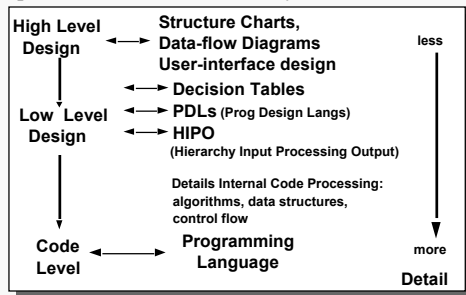 High Level
Design
Structure Charts,
Data-flow Diagrams
User-interface design
less
Decision Tables
Low Level
Design
PDLs (Prog Design Langs)
HIPO
(Hierarchy Input Processing Output)
Details Internal Code Processing:
algorithms, data structures,
control flow
Code
Level
Programming
Language
more
Detail